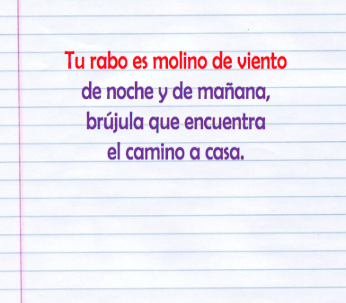 Tu rabo es molino de viento
de noche y de mañana,
brújula que encuentra
el camino a casa.